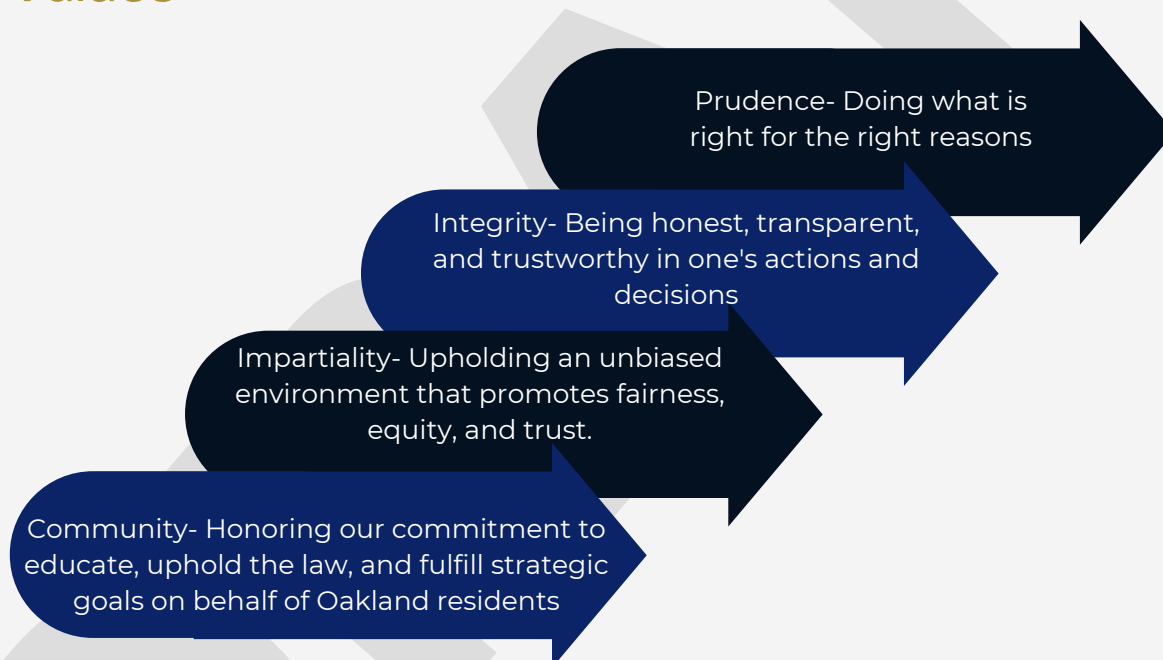 Values
Prudence- Doing what is
right for the right reasons
Integrity- Being honest, transparent,
and trustworthy in one's actions and
decisions
Impartiality- Upholding an unbiased
environment that promotes fairness,
equity, and trust.
Community- Honoring our commitment to
educate, uphold the law, and fulfill strategic
goals on behalf of Oakland residents